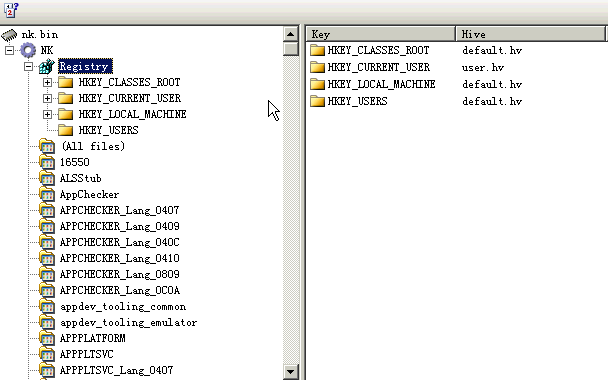 nk.bin
NK
Registry
HKEY_CLASSES_ROOT
HKEY_CURRENT_USER
HKEY_LOCAL_MACHINE
HKEY_USERS
(All files)
16550
ALSStub
AppChecker
APPCHECKER_Lang_0407
APPCHECKER_Lang_0409
APPCHECKER_Lang_040C
APPCHECKER_Lang_0410
APPCHECKER_Lang_0809
APPCHECKER_Lang_0C0A
appdev_tooling_common
appdev_tooling_emulator
APPPLATFORM
APPPLTSVC
APPPLTSVC_Lang_0407
Key Hive
HKEY_CLASSES_ROOT default.hv
HKEY_CURRENT_USER user.hv
HKEY_LOCAL_MACHINE default.hv
HKEY_USERS default.hv